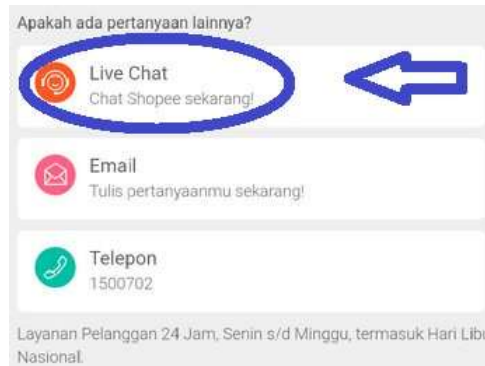 Apakah ada pertanyaan lainnya?
Live Chat
Chat Shopee sekarang!
Email
Tulis pertanyaanmu sekarang!
Telepon
1500702
Layanan Pelanggan 24 Jam, Senin s/d Minggu, termasuk Hari Libu
Nasional.